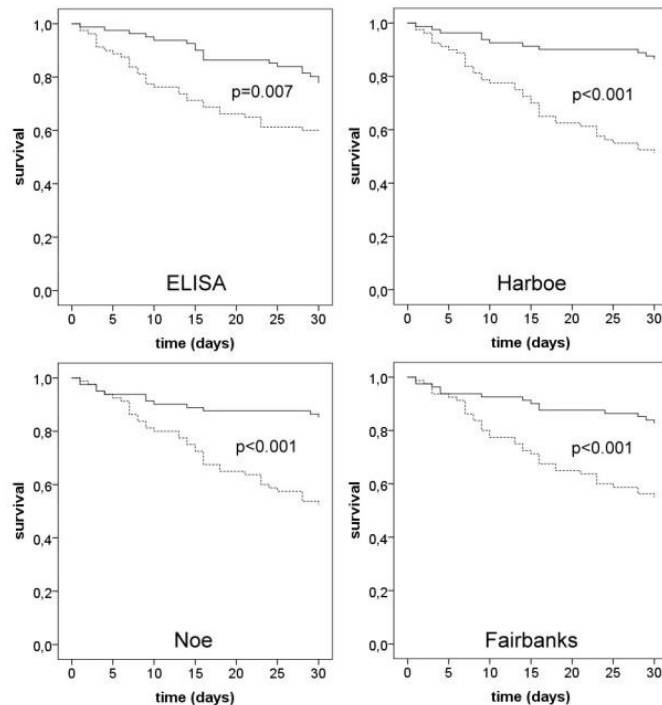 1,0
0,8
0,6
0,4
0,2
0,0
survival
p=0.007
ELISA
0 5 10 15 20 25 30
time (days)
1,0
0,8
0,6
0,4
0,2
0,0
survival
p<0.001
Harboe
0 5 10 15 20 25 30
time (days)
1,0
0,8
0,6
0,4
0,2
0,0
survival
p<0.001
Noe
0 5 10 15 20 25 30
time (days)
1,0
0,8
0,6
0,4
0,2
0,0
survival
p<0.001
Fairbanks
0 5 10 15 20 25 30
time (days)